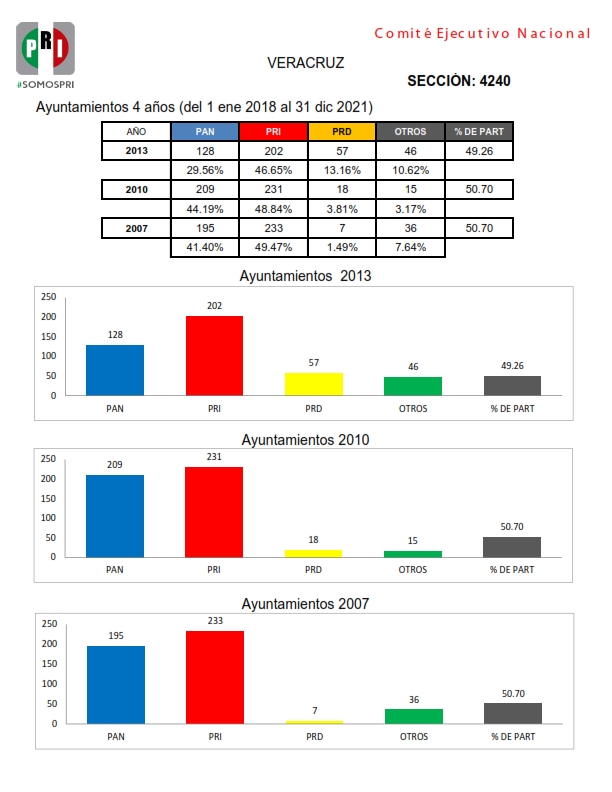 PRI
#SOMOSPRI
Comité Ejecutivo Nacional
VERACRUZ
SECCIÓN: 4240
Ayuntamientos 4 años (del 1 ene 2018 al 31 dic 2021)
AÑO PAN PRI PRD OTROS % DE PART
2013 128 202 57 46 49.26
29.56% 46.65% 13.16% 10.62%
2010 209 231 18 15 50.70
44.19% 48.84% 3.81% 3.17%
2007 195 233 7 36 50.70
41.40% 49.47% 1.49% 7.64%
Ayuntamientos 2013
250
200
150
100
50
0
128 202 57 46 49.26
PAN PRI PRD OTROS % DE PART
Ayuntamientos 2010
250
200
150
100
50
0
209 231 18 15 50.70
PAN PRI PRD OTROS % DE PART
Ayuntamientos 2007
250
200
150
100
50
0
195 233 7 36 50.70
PAN PRI PRD OTROS % DE PART